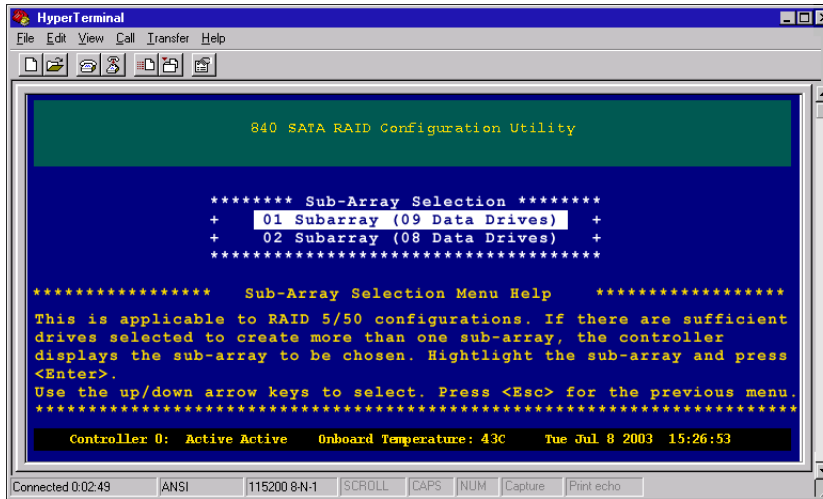 HyperTerminal
File Edit View Call Transfer Help
840 SATA RAID Configuration Utility
******** Sub-Array Selection ********
+ 01 Subarray (09 Data Drives) +
+ 02 Subarray (08 Data Drives) +
*************************************
***************** Sub-Array Selection Menu Help ******************
This is applicable to RAID 5/50 configurations. If there are sufficient
drives selected to create more than one sub-array, the controller
displays the sub-array to be chosen. Hightlight the sub-array and press
<Enter>.
Use the up/down arrow keys to select. Press <Esc> for the previous menu.
************************************************************************
Controller 0: Active Active Onboard Temperature: 43C Tue Jul 8 2003 15:26:53
Connected 0:02:49 ANSI 115200 8-N-1 SCROLL CAPS NUM Capture Print echo